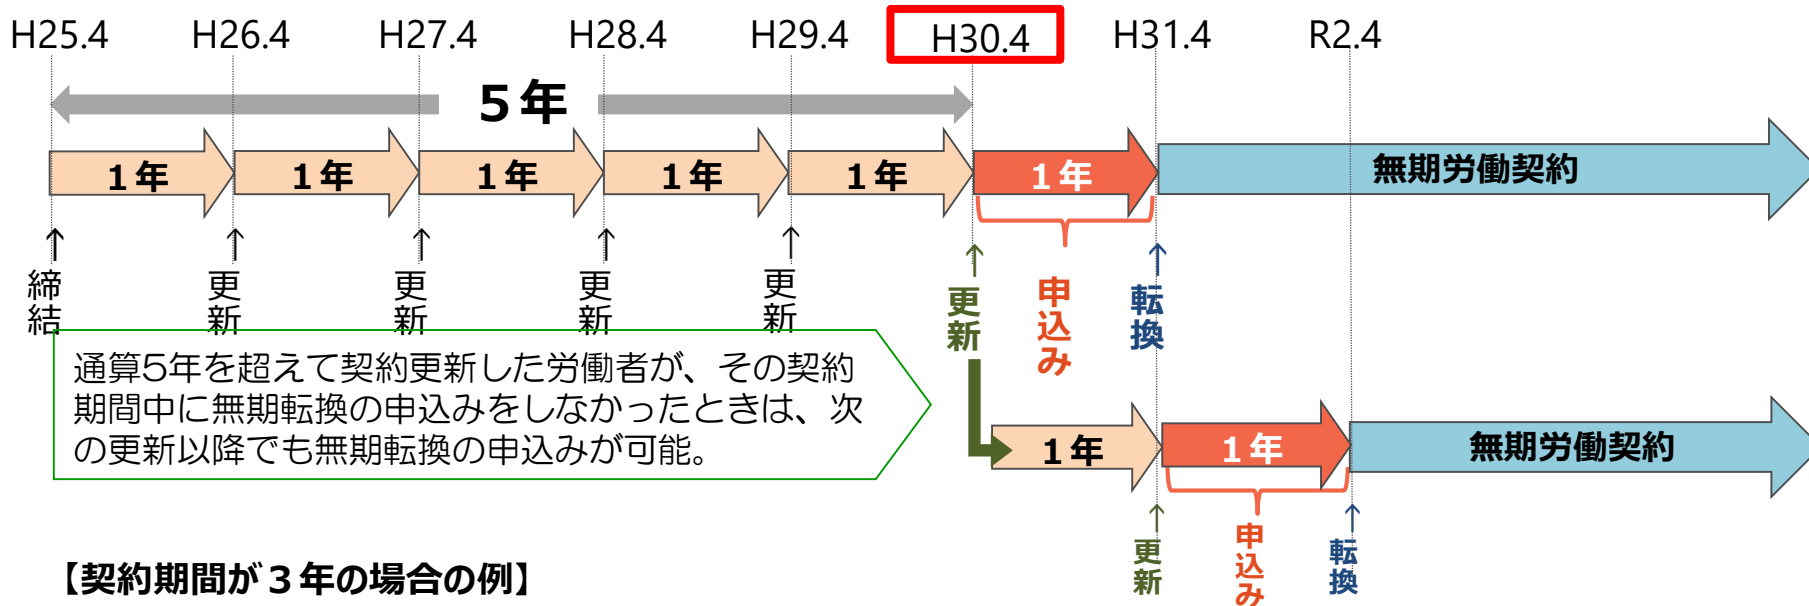 H25.4 H26.4 H27.4 H28.4 H29.4 H30.4 H31.4 R2.4
5年
1年 1年 1年 1年 1年 1年 無期労働契約
↑締結 ↑更新 ↑更新 ↑更新 ↑更新 ↑更新 申込み ↑転換
通算5年を超えて契約更新した労働者が、その契約
期間中に無期転換の申込みをしなかったときは、次
の更新以降でも無期転換の申込みが可能。
1年 1年 無期労働契約
↑更新 申込み ↑転換
【契約期間が3年の場合の例】